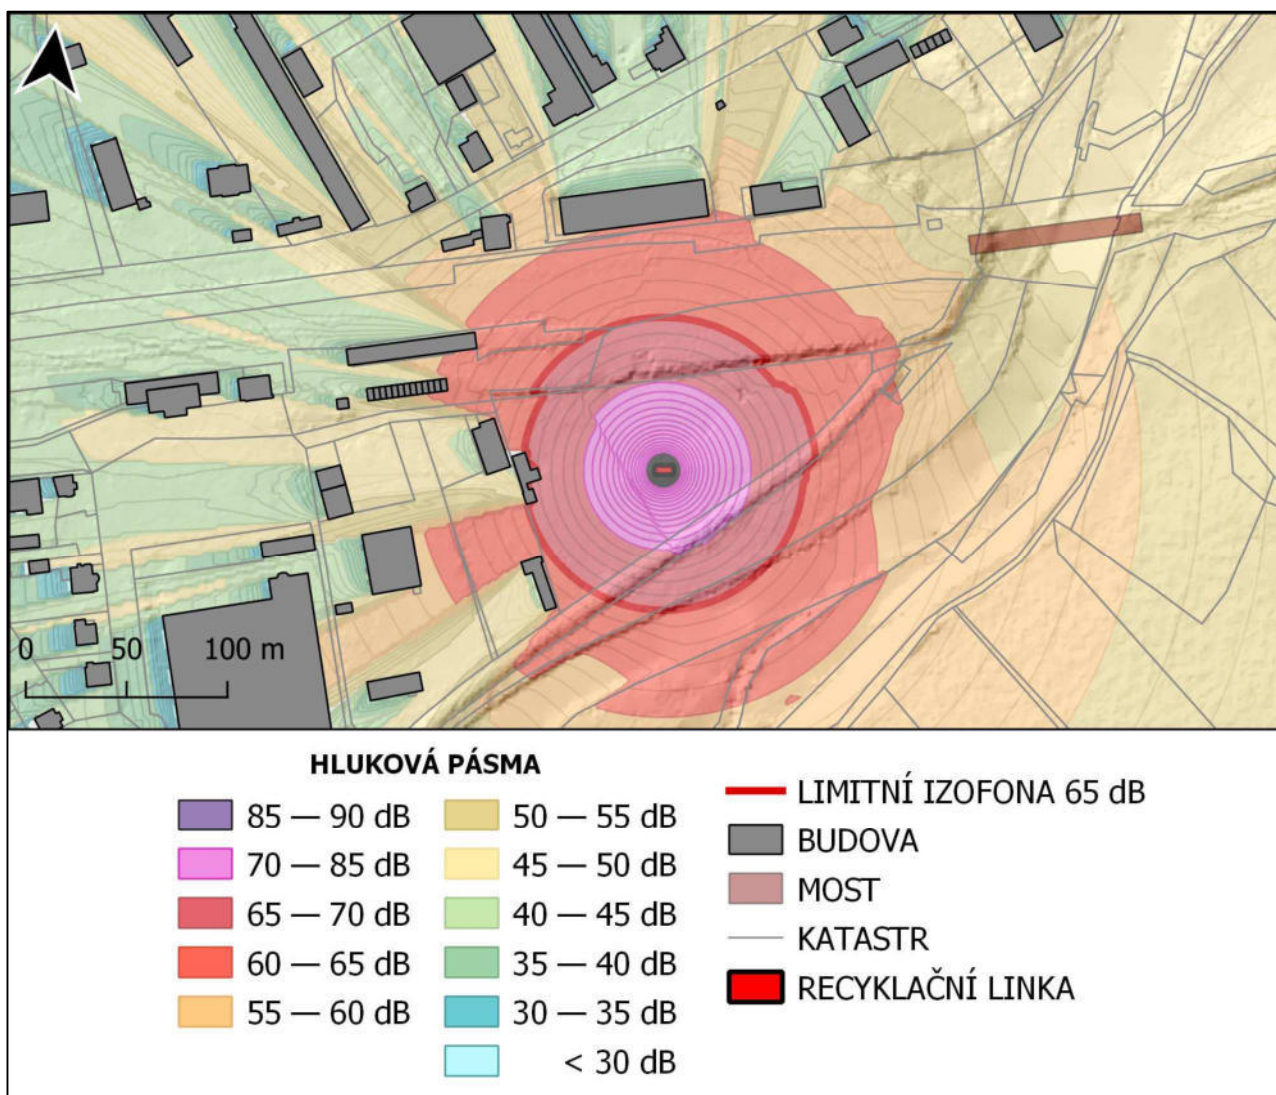 0 50 100 m
HLUKOVÁ PÁSMA
85 — 90 dB
70 — 85 dB
65 — 70 dB
60 — 65 dB
55 — 60 dB
50 — 55 dB
45 — 50 dB
40 — 45 dB
35 — 40 dB
30 — 35 dB
< 30 dB
LIMITNÍ IZOFONA 65 dB
BUDOVA
MOST
KATASTR
RECYKLAČNÍ LINKA